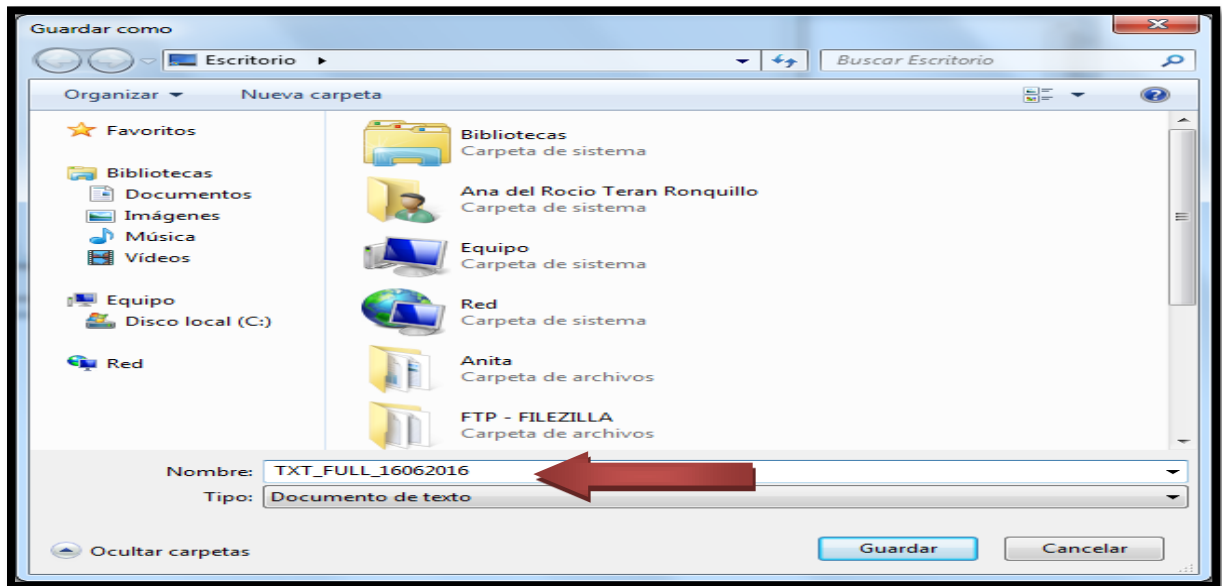 Guardar como
Escritorio
Buscar Escritorio
Organizar
Nueva carpeta
Favoritos
Bibliotecas
Documentos
Imágenes
Música
Vídeos
Equipo
Disco local (C:)
Red
Bibliotecas
Carpeta de sistema
Ana del Rocio Teran Ronquillo
Carpeta de sistema
Equipo
Carpeta de sistema
Red
Carpeta de sistema
Anita
Carpeta de archivos
FTP - FILEZILLA
Carpeta de archivos
Nombre: TXT_FULL_16062016
Tipo: Documento de texto
Ocultar carpetas
Guardar
Cancelar